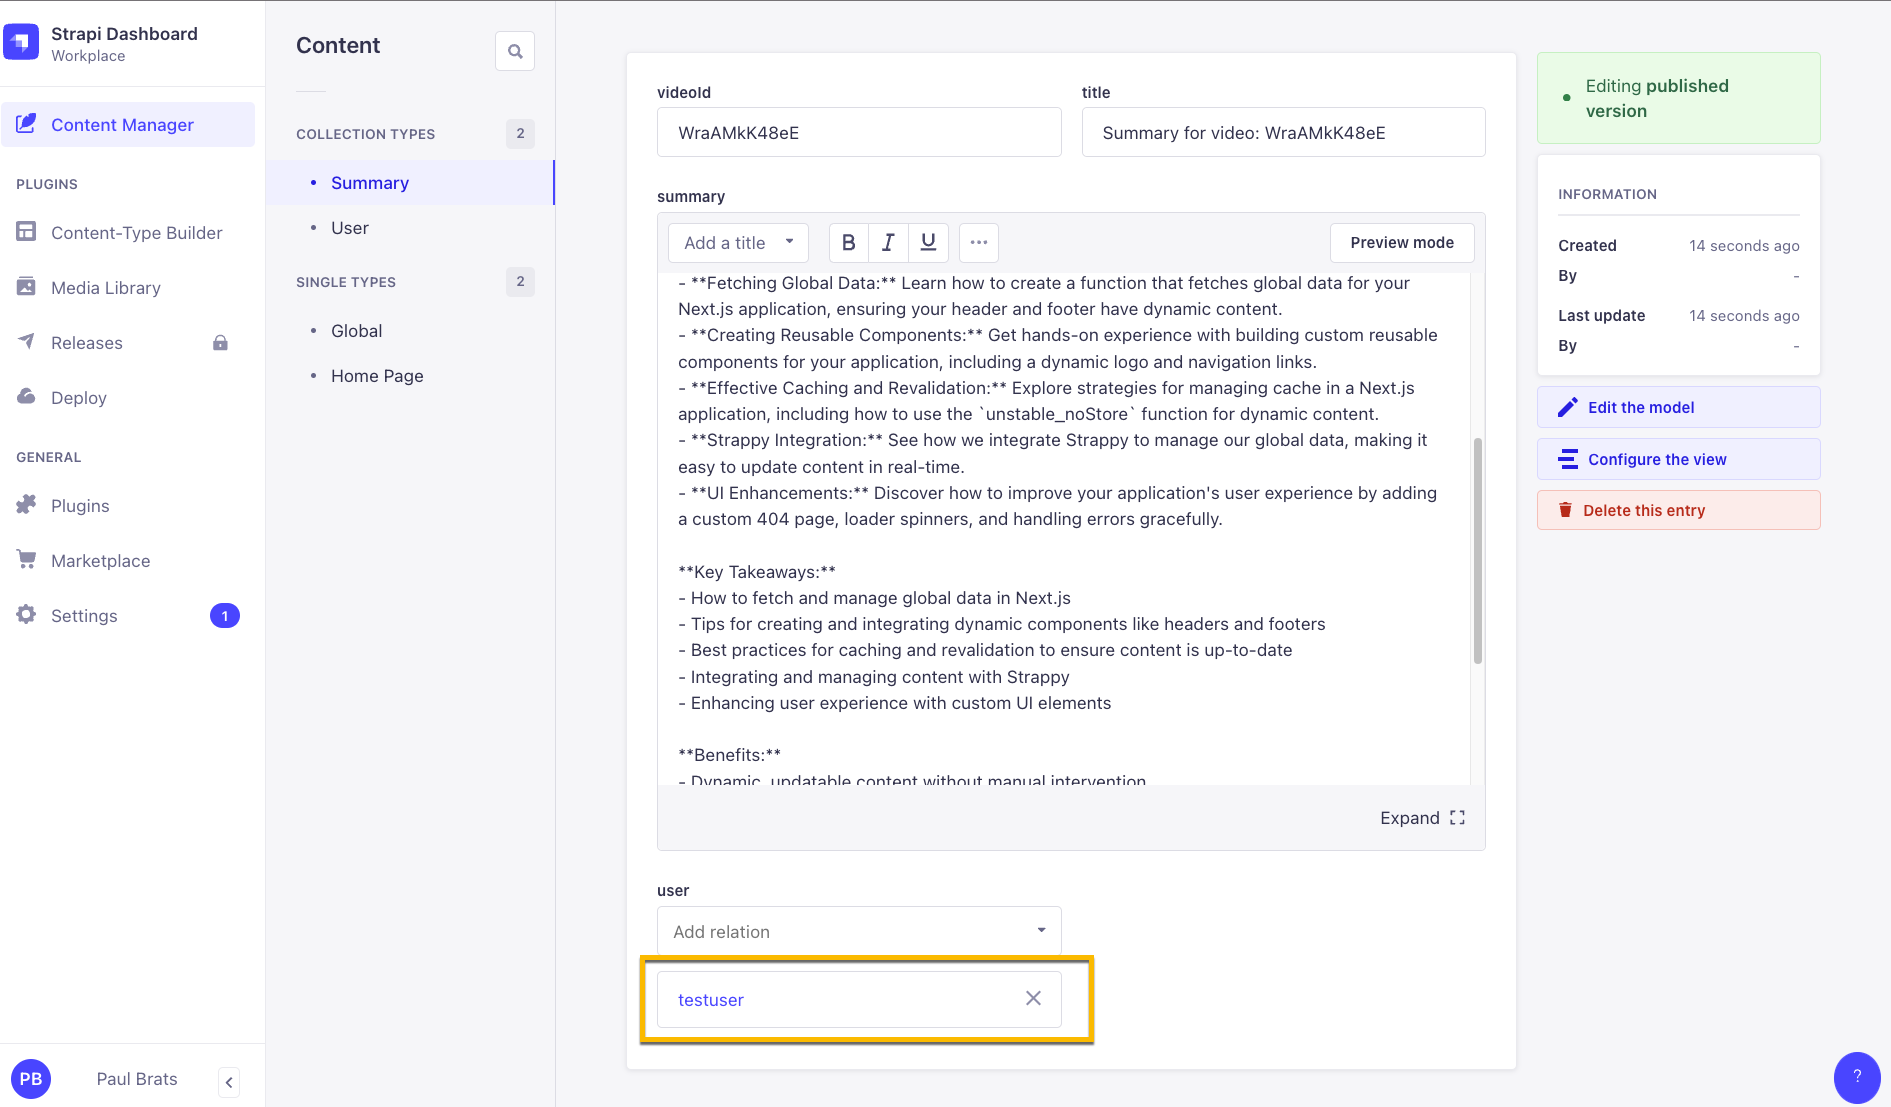 Strapi Dashboard
Workplace
Content Manager
PLUGINS
Content-Type Builder
Media Library
Releases
Deploy
GENERAL
Plugins
Marketplace
Settings
1
PB
Paul Brats
Content
COLLECTION TYPES
2
Summary
User
SINGLE TYPES
2
Global
Home Page
videoId
WraAMkK48eE
title
Summary for video: WraAMkK48eE
summary
Add a title
B I U
Preview mode
- **Fetching Global Data:** Learn how to create a function that fetches global data for your
Next.js application, ensuring your header and footer have dynamic content.
- **Creating Reusable Components:** Get hands-on experience with building custom reusable
components for your application, including a dynamic logo and navigation links.
- **Effective Caching and Revalidation:** Explore strategies for managing cache in a Next.js
application, including how to use the `unstable_noStore` function for dynamic content.
- **Strappy Integration:** See how we integrate Strappy to manage our global data, making it
easy to update content in real-time.
- **UI Enhancements:** Discover how to improve your application's user experience by adding
a custom 404 page, loader spinners, and handling errors gracefully.
**Key Takeaways:**
- How to fetch and manage global data in Next.js
- Tips for creating and integrating dynamic components like headers and footers
- Best practices for caching and revalidation to ensure content is up-to-date
- Integrating and managing content with Strappy
- Enhancing user experience with custom UI elements
**Benefits:**
- Dynamic, updatable content without manual intervention
Expand
user
Add relation
testuser
Editing published
version
INFORMATION
Created 14 seconds ago
By -
Last update 14 seconds ago
By -
Edit the model
Configure the view
Delete this entry
?